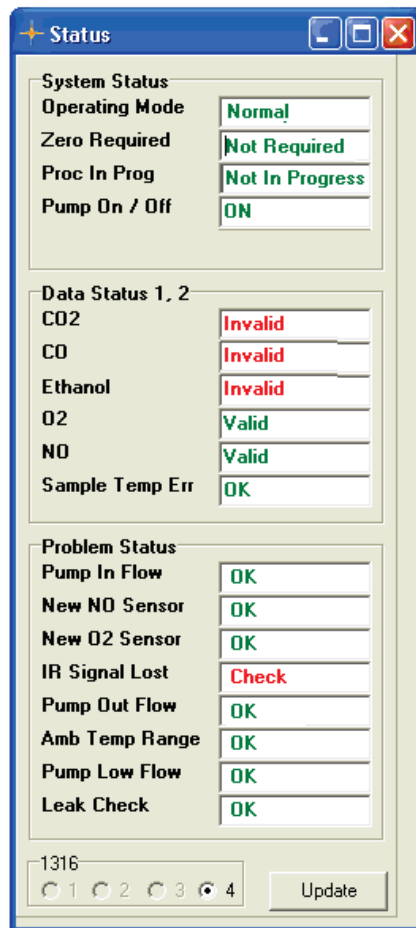 Status
System Status
Operating Mode Normal
Zero Required Not Required
Proc In Prog Not In Progress
Pump On / Off ON
Data Status 1, 2
CO2 Invalid
CO Invalid
Ethanol Invalid
O2 Valid
NO Valid
Sample Temp Err OK
Problem Status
Pump In Flow OK
New NO Sensor OK
New O2 Sensor OK
IR Signal Lost Check
Pump Out Flow OK
Amb Temp Range OK
Pump Low Flow OK
Leak Check OK
1316
1 2 3 4 Update